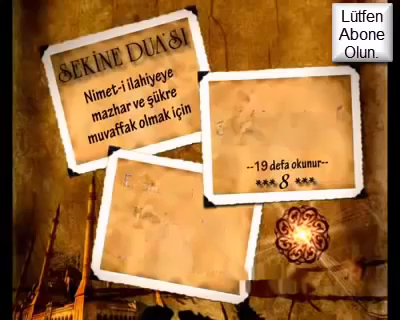 Lütfen
Abone
Olun.
SEKİNE DUA'SI
Nimet-i ilahiyeye
mazhar ve şükre
muvaffak olmak için
--19 defa okunur--
*** 8 ***